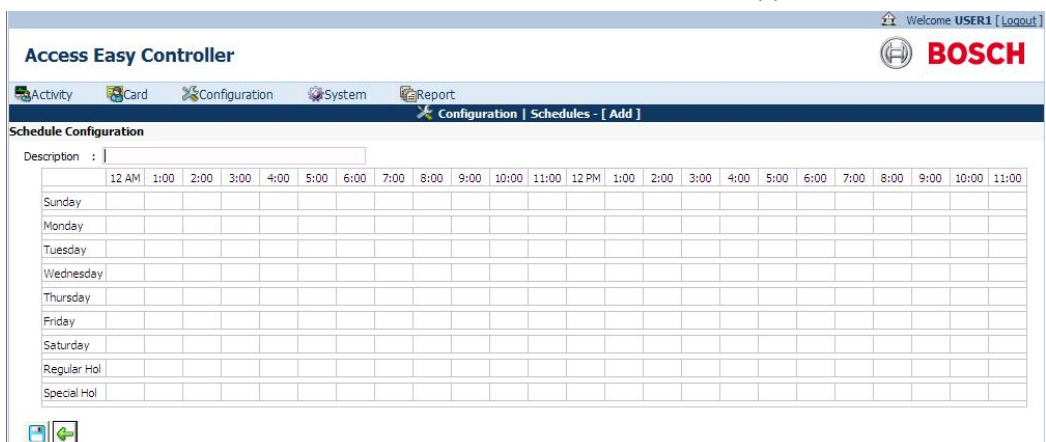 Welcome USER1 [ Logout ]
Access Easy Controller
BOSCH
Activity Card Configuration System Report
Configuration | Schedules - [ Add ]
Schedule Configuration
Description :
12 AM 1:00 2:00 3:00 4:00 5:00 6:00 7:00 8:00 9:00 10:00 11:00 12 PM 1:00 2:00 3:00 4:00 5:00 6:00 7:00 8:00 9:00 10:00 11:00
Sunday
Monday
Tuesday
Wednesday
Thursday
Friday
Saturday
Regular Hol
Special Hol